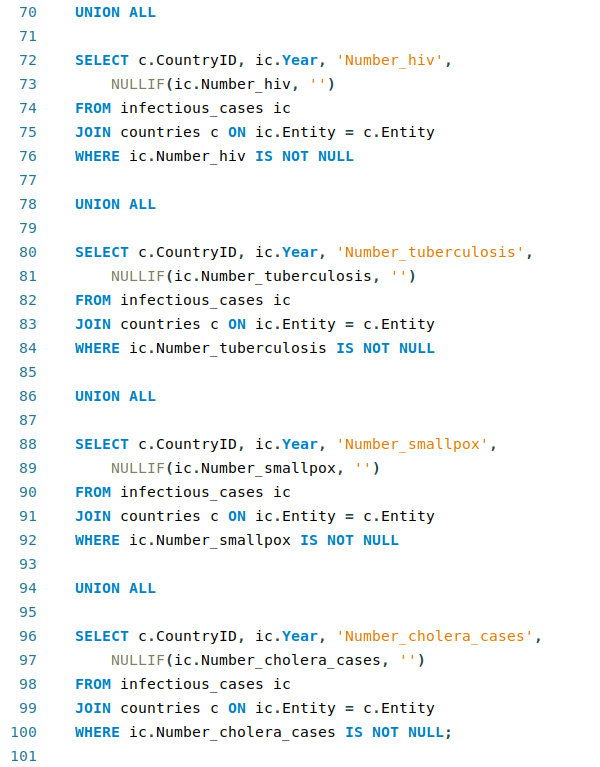 70 UNION ALL
71
72 SELECT c.CountryID, ic.Year, 'Number_hiv',
73 NULLIF(ic.Number_hiv, '')
74 FROM infectious_cases ic
75 JOIN countries c ON ic.Entity = c.Entity
76 WHERE ic.Number_hiv IS NOT NULL
77
78 UNION ALL
79
80 SELECT c.CountryID, ic.Year, 'Number_tuberculosis',
81 NULLIF(ic.Number_tuberculosis, '')
82 FROM infectious_cases ic
83 JOIN countries c ON ic.Entity = c.Entity
84 WHERE ic.Number_tuberculosis IS NOT NULL
85
86 UNION ALL
87
88 SELECT c.CountryID, ic.Year, 'Number_smallpox',
89 NULLIF(ic.Number_smallpox, '')
90 FROM infectious_cases ic
91 JOIN countries c ON ic.Entity = c.Entity
92 WHERE ic.Number_smallpox IS NOT NULL
93
94 UNION ALL
95
96 SELECT c.CountryID, ic.Year, 'Number_cholera_cases',
97 NULLIF(ic.Number_cholera_cases, '')
98 FROM infectious_cases ic
99 JOIN countries c ON ic.Entity = c.Entity
100 WHERE ic.Number_cholera_cases IS NOT NULL;
101